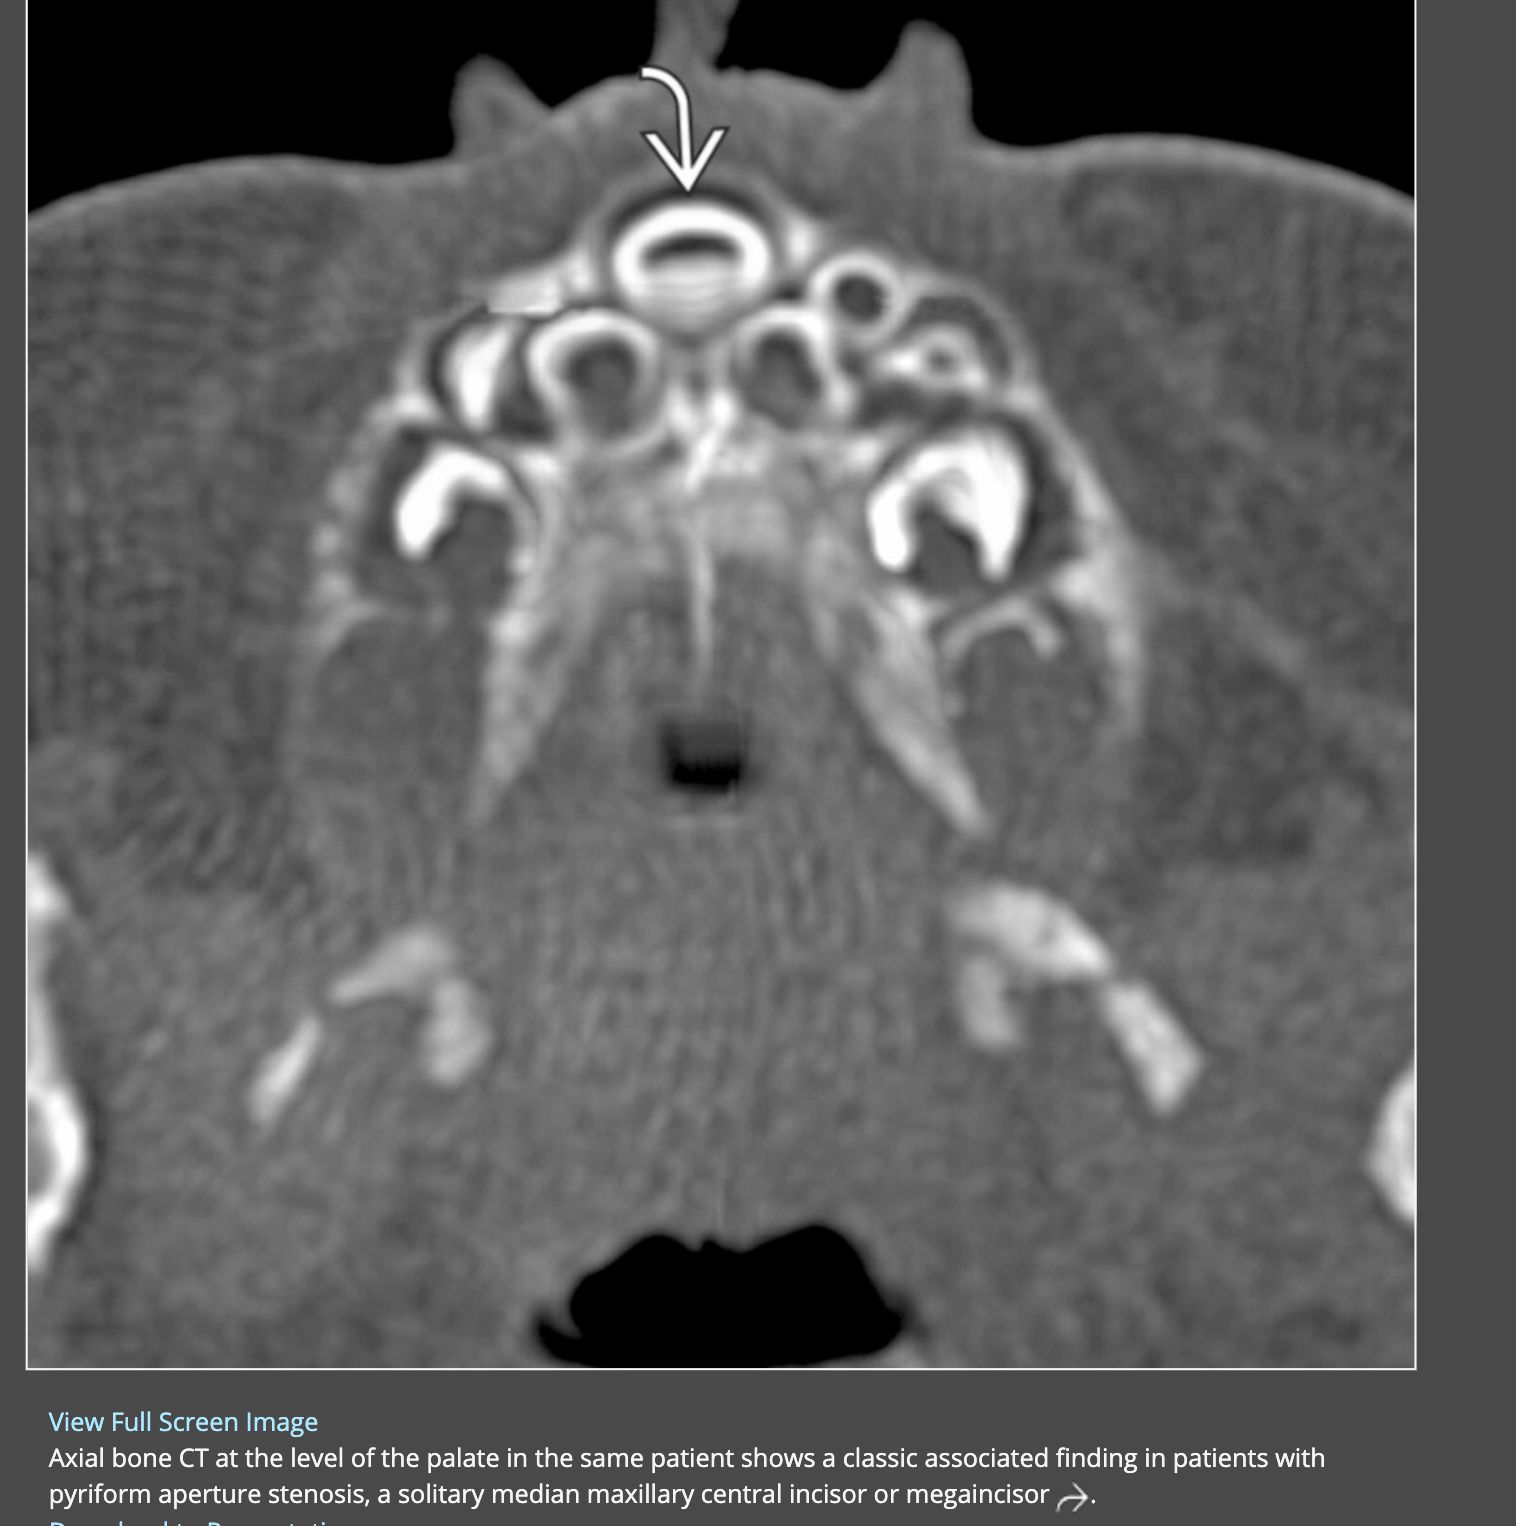 View Full Screen Image
Axial bone CT at the level of the palate in the same patient shows a classic associated finding in patients with
pyriform aperture stenosis, a solitary median maxillary central incisor or megaincisor.